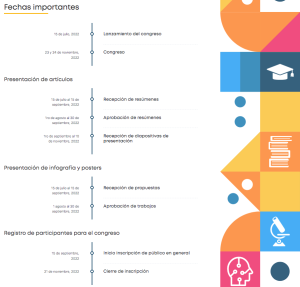 Fechas importantes
15 de julio, 2022
Lanzamiento del congreso
23 y 24 de noviembre, 2022
Congreso
Presentación de artículos
15 de julio al 15 de septiembre, 2022
Recepción de resúmenes
1 de agosto al 30 de septiembre, 2022
Aprobación de resúmenes
de septiembre al 11 de noviembre, 2022
Recepción de diapositivas de
presentación
Presentación de infografía y posters
15 de julio al 15 de septiembre, 2022
Recepción de propuestas
1 agosto al 30 de septiembre, 2022
Aprobación de trabajos
Registro de participantes para el congreso
15 de septiembre, 2022
Inicio inscripción de público en general
21 de noviembre, 2022
Cierre de inscripción